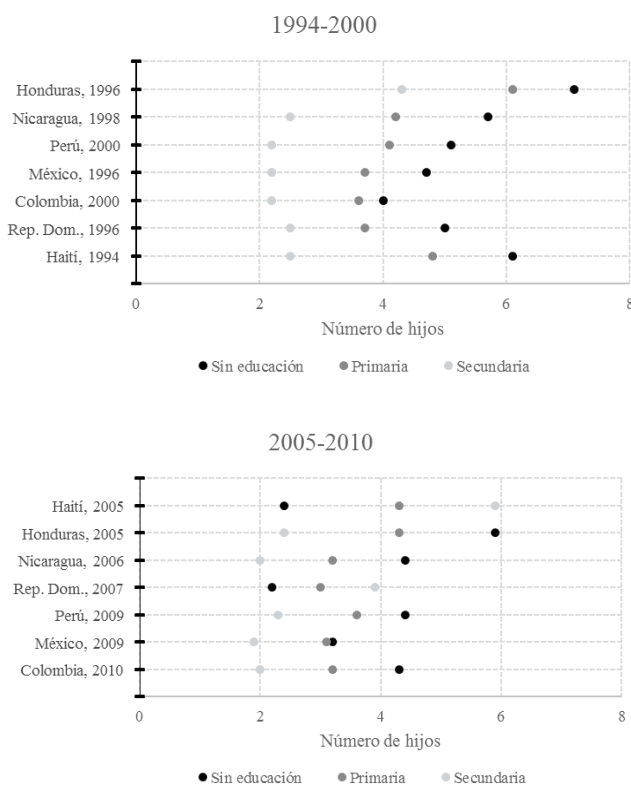 1994-2000
Honduras, 1996
Nicaragua, 1998
Perú, 2000
México, 1996
Colombia, 2000
Rep. Dom., 1996
Haití, 1994
0 2 4 6 8
Número de hijos
Sin educación Primaria Secundaria
2005-2010
Haití, 2005
Honduras, 2005
Nicaragua, 2006
Rep. Dom., 2007
Perú, 2009
México, 2009
Colombia, 2010
0 2 4 6 8
Número de hijos
Sin educación Primaria Secundaria